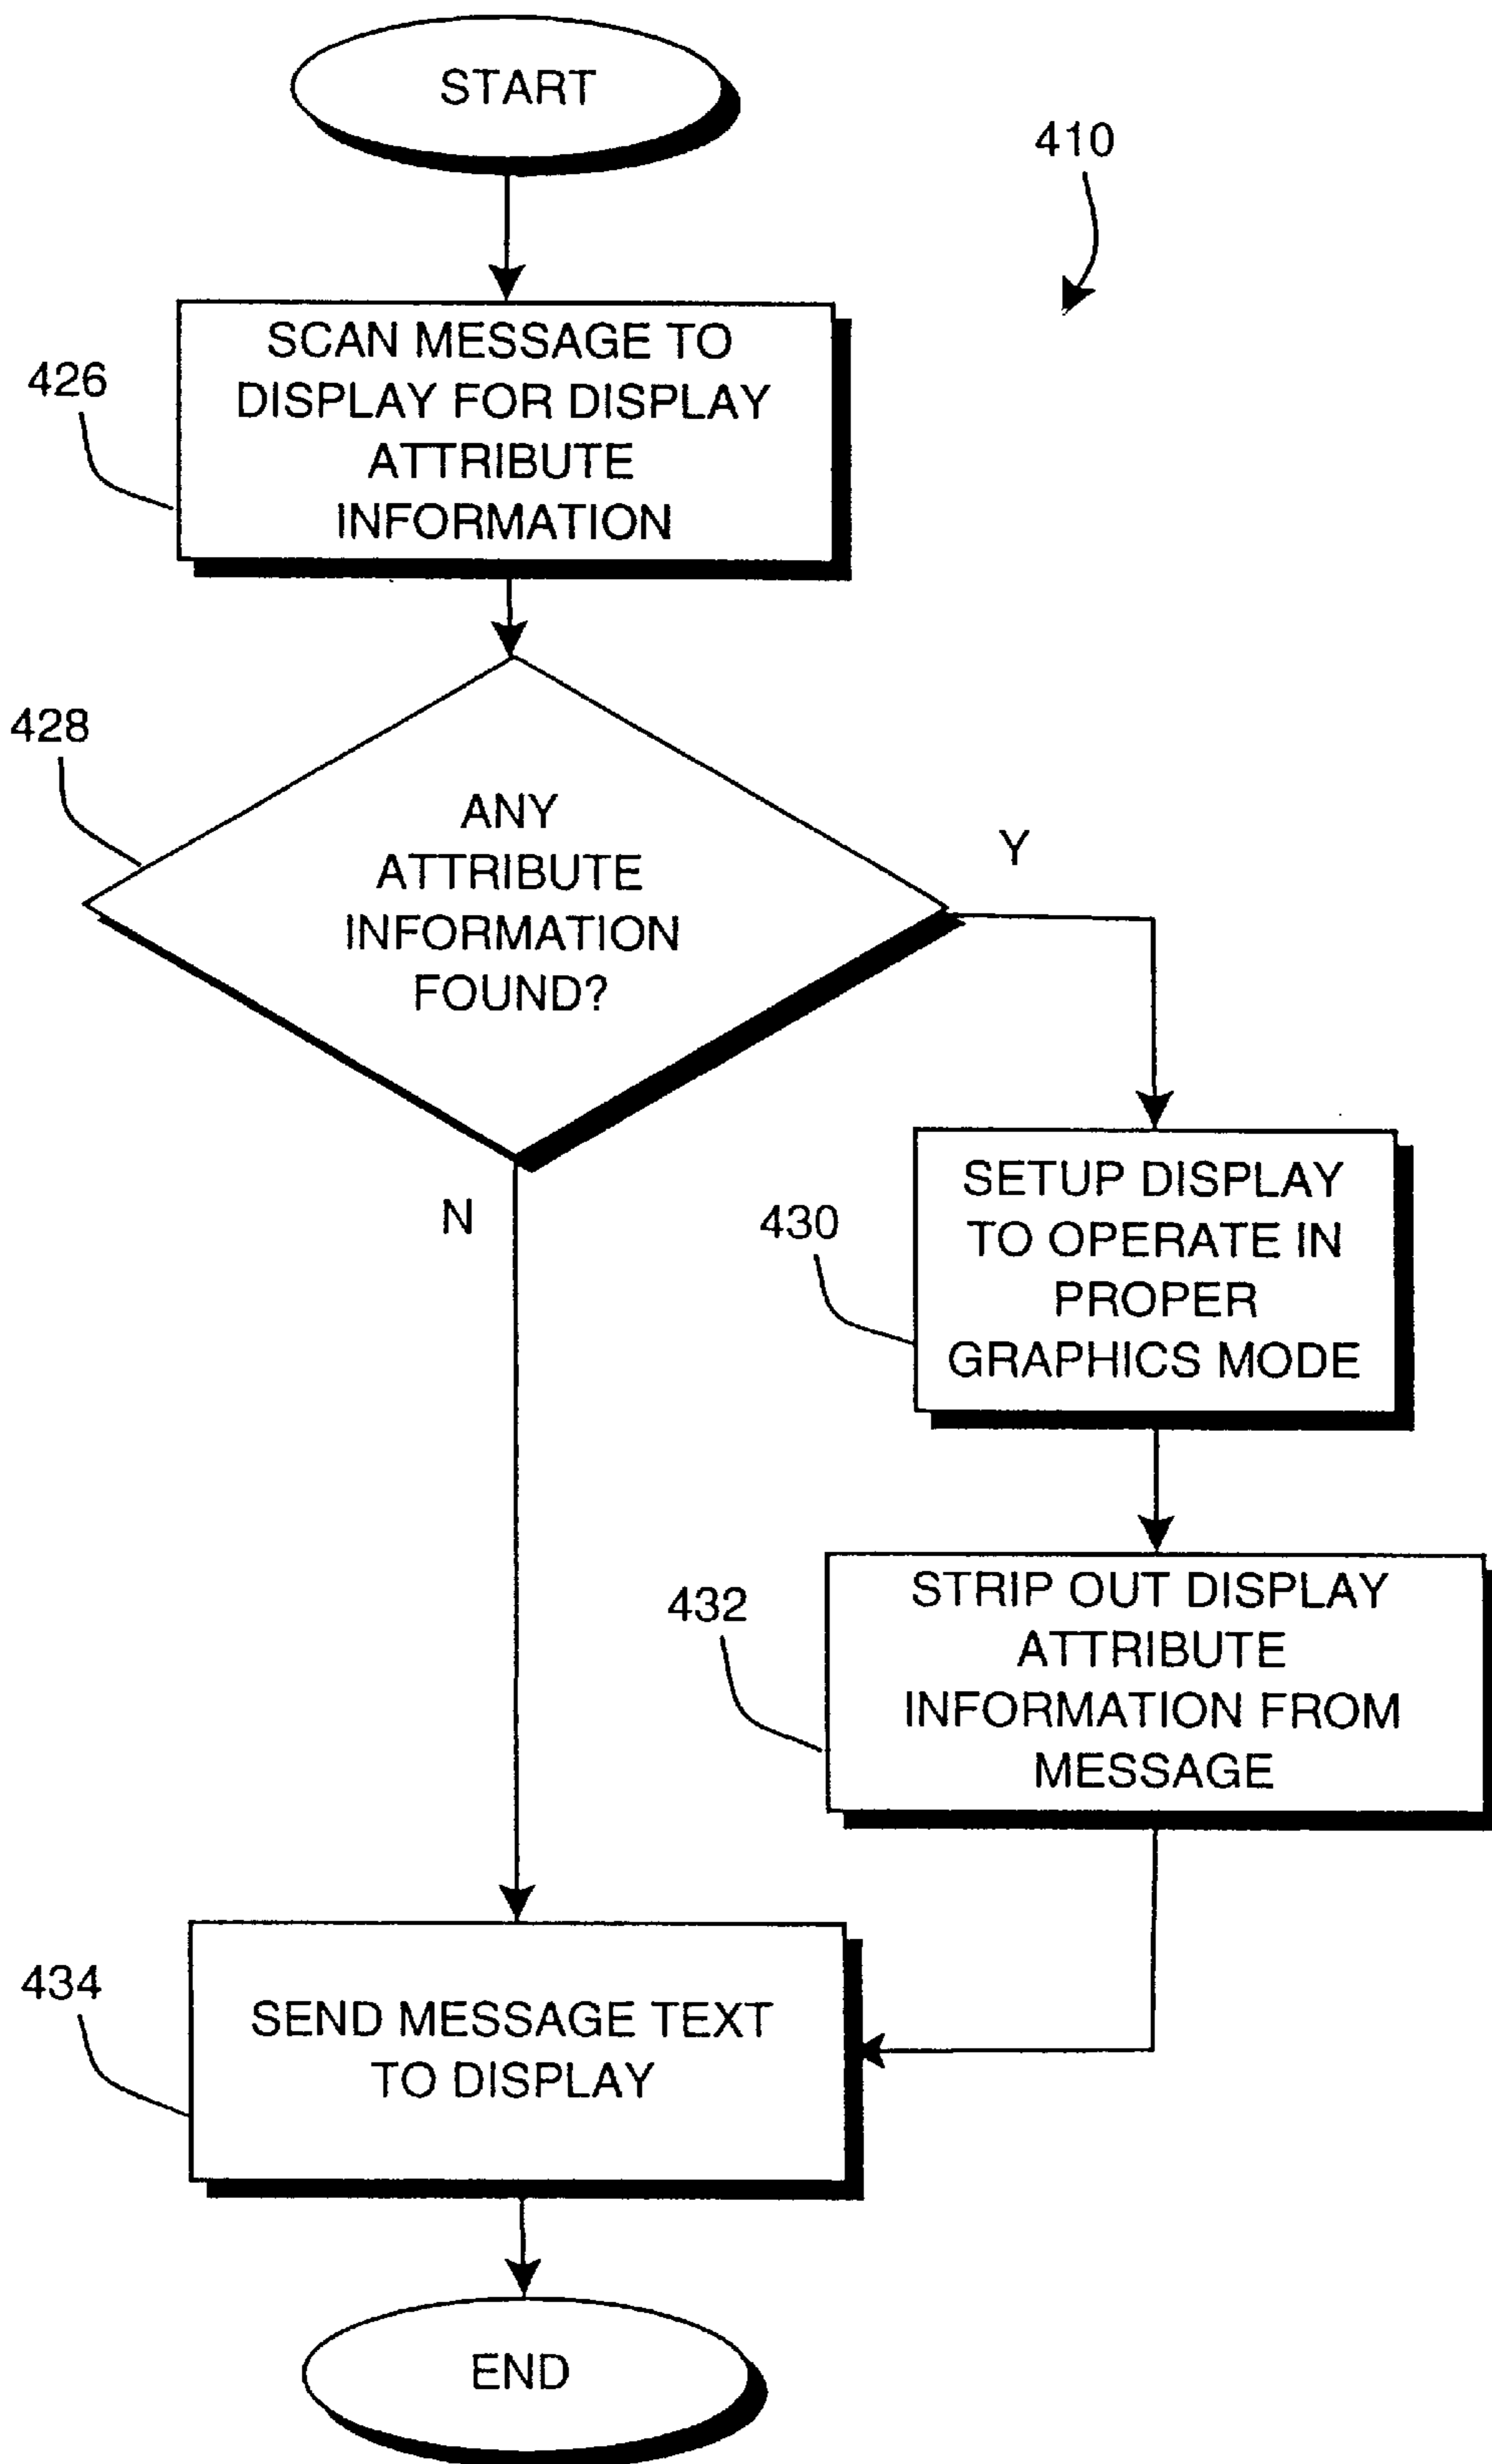 START
410
SCAN MESSAGE TO
DISPLAY FOR DISPLAY
ATTRIBUTE
INFORMATION
426
428
ANY
ATTRIBUTE
INFORMATION
FOUND?
Y
N
SETUP DISPLAY
TO OPERATE IN
PROPER
GRAPHICS MODE
430
STRIP OUT DISPLAY
ATTRIBUTE
INFORMATION FROM
MESSAGE
432
434
SEND MESSAGE TEXT
TO DISPLAY
END